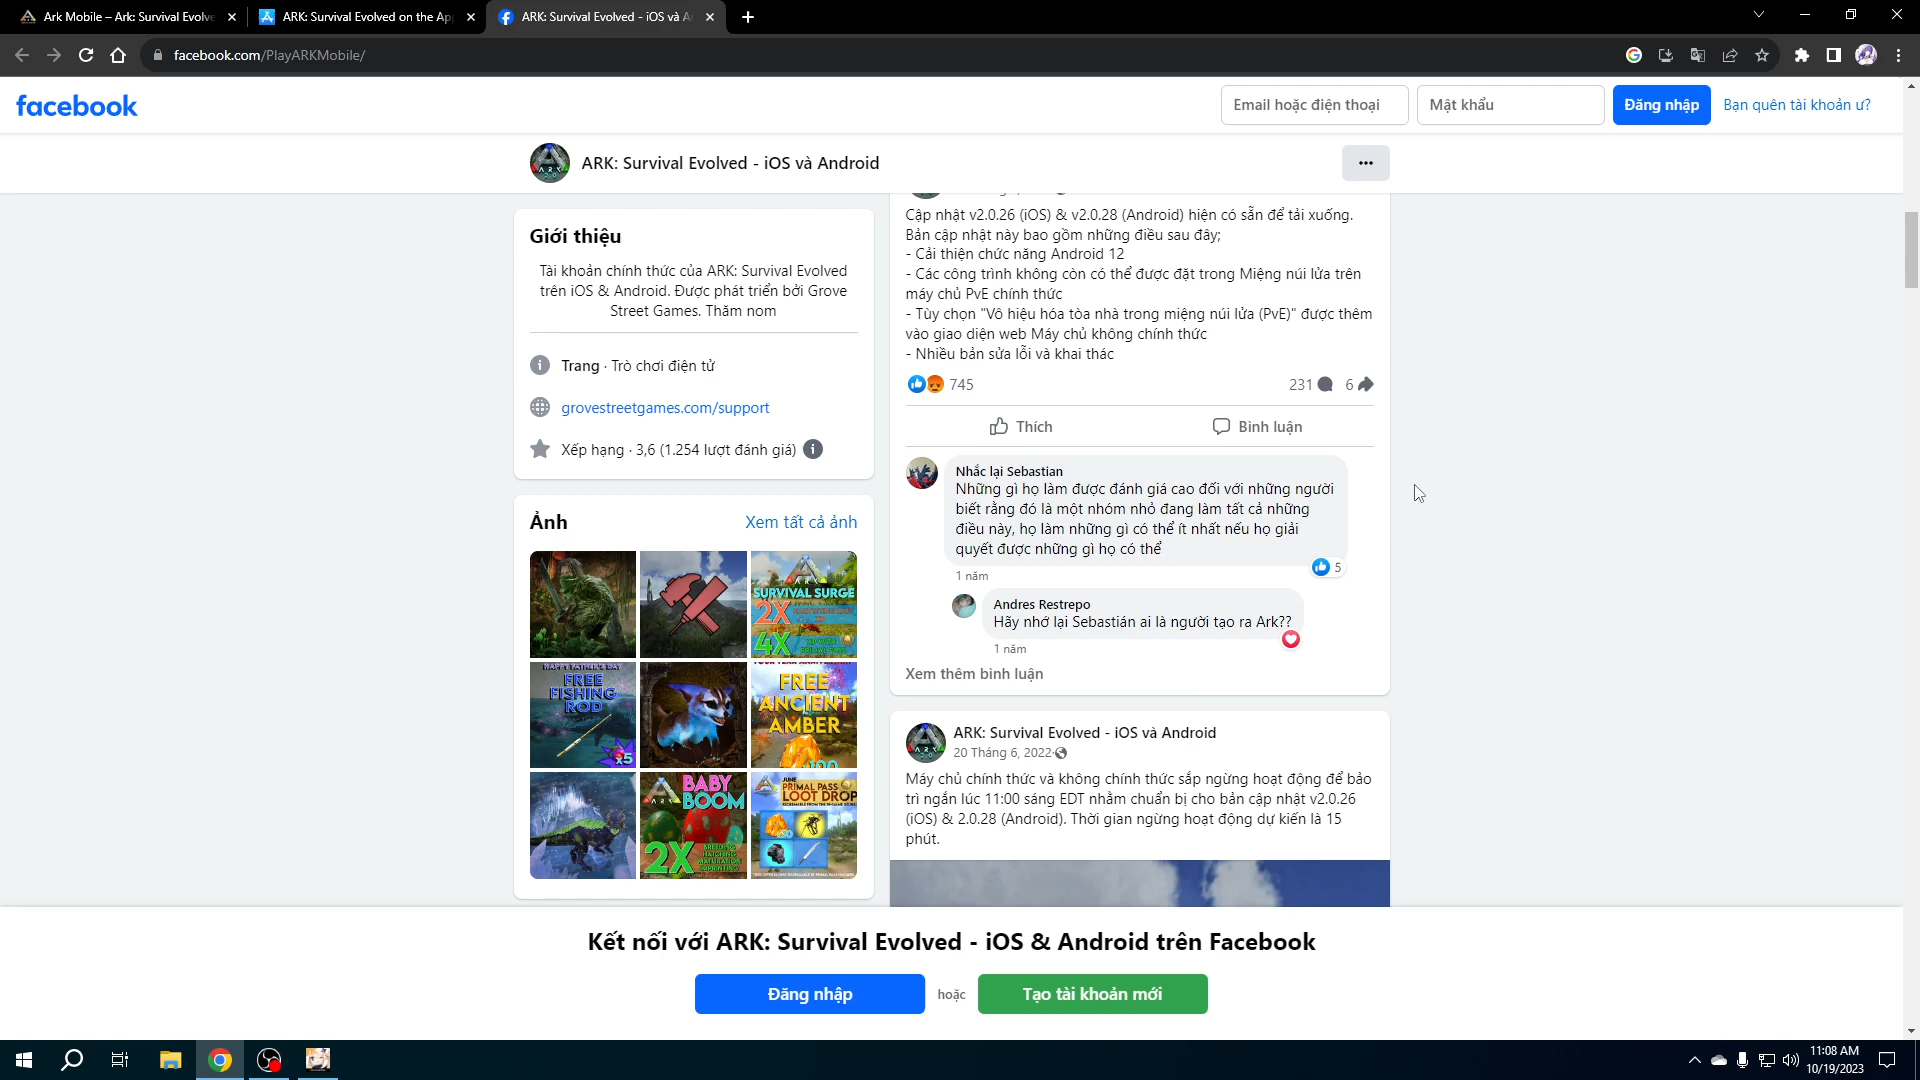 Ark Mobile – Ark: Survival Evolve
ARK: Survival Evolved on the Ap
ARK: Survival Evolved - iOS và A
facebook.com/PlayARKMobile/
facebook
Email hoặc điện thoại
Mật khẩu
Đăng nhập
Bạn quên tài khoản ư?
ARK: Survival Evolved - iOS và Android
Giới thiệu
Tài khoản chính thức của ARK: Survival Evolved
trên iOS & Android. Được phát triển bởi Grove
Street Games. Thăm nom
Trang · Trò chơi điện tử
grovestreetgames.com/support
Xếp hạng · 3,6 (1.254 lượt đánh giá)
Ảnh
Xem tất cả ảnh
ARK
SURVIVAL SURGE
2X
4X
HAPPY FATHER'S DAY
FREE
FISHING
ROD
x5
FREE
ANCIENT
AMBER
100
ARK
BABY
BOOM
2X
JUNE
PRIMAL PASS
LOOT DROP
Cập nhật v2.0.26 (iOS) & v2.0.28 (Android) hiện có sẵn để tải xuống.
Bản cập nhật này bao gồm những điều sau đây;
- Cải thiện chức năng Android 12
- Các công trình không còn có thể được đặt trong Miệng núi lửa trên
máy chủ PvE chính thức
- Tùy chọn "Vô hiệu hóa tòa nhà trong miệng núi lửa (PvE)" được thêm
vào giao diện web Máy chủ không chính thức
- Nhiều bản sửa lỗi và khai thác
745
231
6
Thích
Bình luận
Nhắc lại Sebastian
Những gì họ làm được đánh giá cao đối với những người
biết rằng đó là một nhóm nhỏ đang làm tất cả những
điều này, họ làm những gì có thể ít nhất nếu họ giải
quyết được những gì họ có thể
5
1 năm
Andres Restrepo
Hãy nhớ lại Sebastián ai là người tạo ra Ark??
1 năm
Xem thêm bình luận
ARK: Survival Evolved - iOS và Android
20 Tháng 6, 2022
Máy chủ chính thức và không chính thức sắp ngừng hoạt động để bảo
trì ngắn lúc 11:00 sáng EDT nhằm chuẩn bị cho bản cập nhật v2.0.26
(iOS) & 2.0.28 (Android). Thời gian ngừng hoạt động dự kiến là 15
phút.
Kết nối với ARK: Survival Evolved - iOS & Android trên Facebook
Đăng nhập
hoặc
Tạo tài khoản mới
11:08 AM
10/19/2023